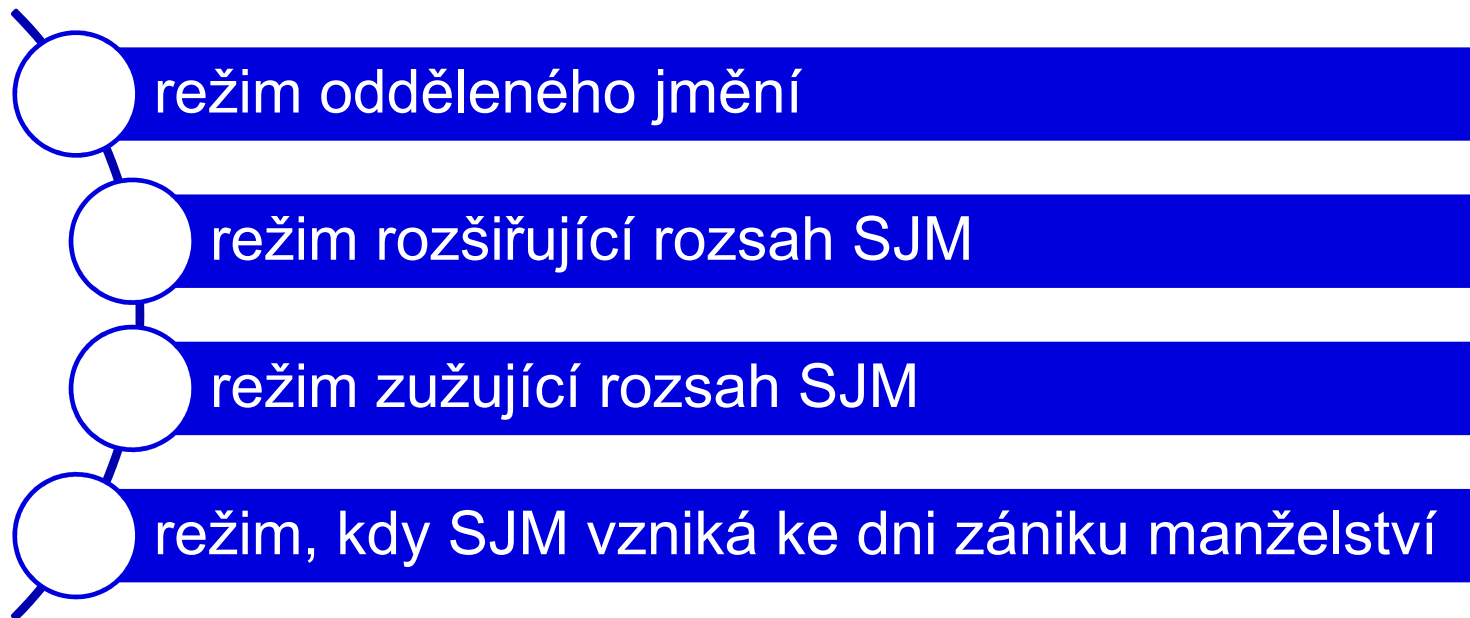 režim odděleného jmění
režim rozšiřující rozsah SJM
režim zužující rozsah SJM
režim, kdy SJM vzniká ke dni zániku manželství